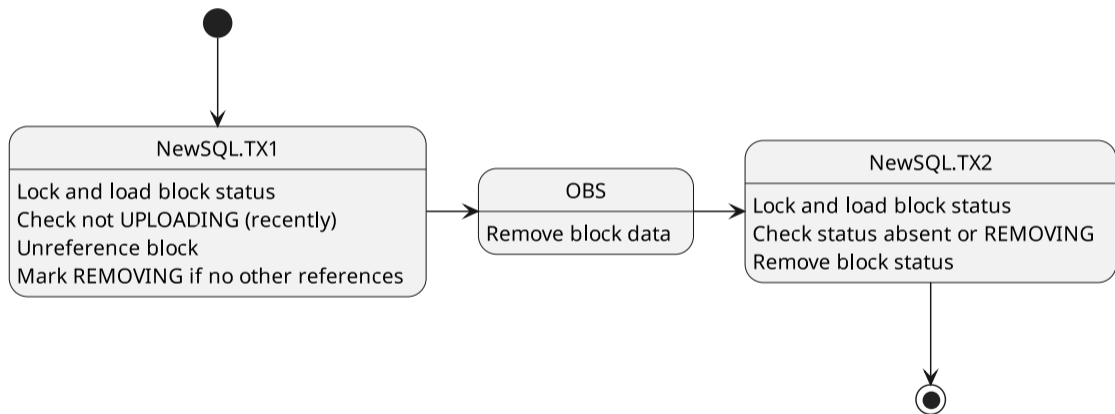 NewSQL.TX1
Lock and load block status
Check not UPLOADING (recently)
Unreference block
Mark REMOVING if no other references
OBS
Remove block data
NewSQL.TX2
Lock and load block status
Check status absent or REMOVING
Remove block status